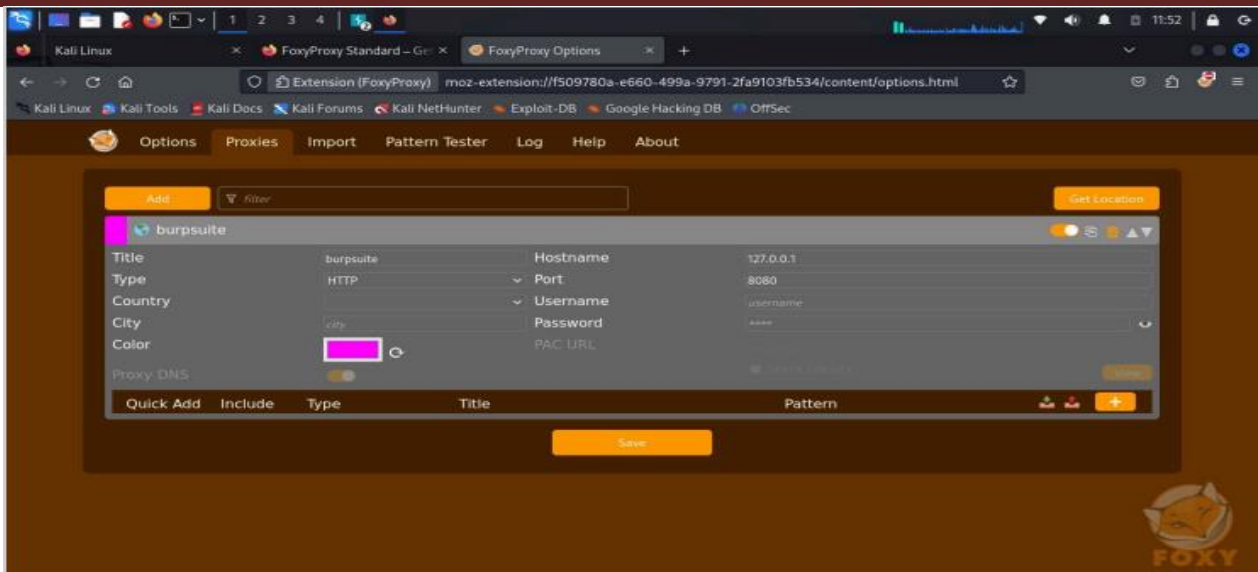 1 2 3 4 11:52
Kali Linux FoxyProxy Standard – Ge FoxyProxy Options
Extension (FoxyProxy) moz-extension://f509780a-e660-499a-9791-2fa9103fb534/content/options.html
Kali Linux Kali Tools Kali Docs Kali Forums Kali NetHunter Exploit-DB Google Hacking DB OffSec
Options Proxies Import Pattern Tester Log Help About
Add filter Get Location
burpsuite
Title burpsuite Hostname 127.0.0.1
Type HTTP Port 8080
Country Username username
City city Password ****
Color PAC URL
Proxy DNS
Quick Add Include Type Title Pattern
Save
FOXY